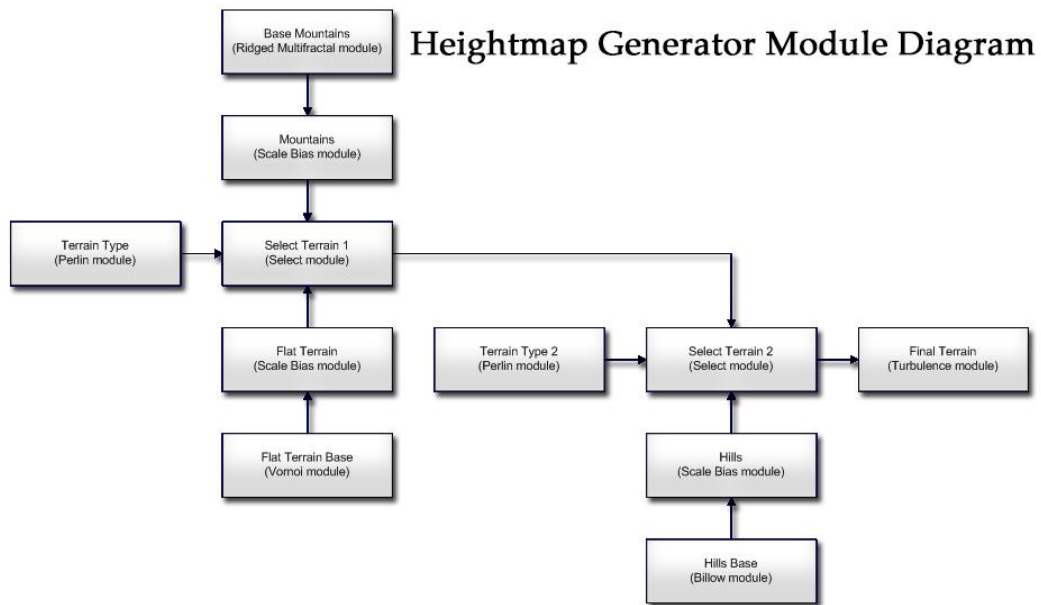 Base Mountains
(Ridged Multifractal module)
Heightmap Generator Module Diagram
Mountains
(Scale Bias module)
Terrain Type
(Perlin module)
Select Terrain 1
(Select module)
Flat Terrain
(Scale Bias module)
Terrain Type 2
(Perlin module)
Select Terrain 2
(Select module)
Final Terrain
(Turbulence module)
Flat Terrain Base
(Vornoi module)
Hills
(Scale Bias module)
Hills Base
(Billow module)